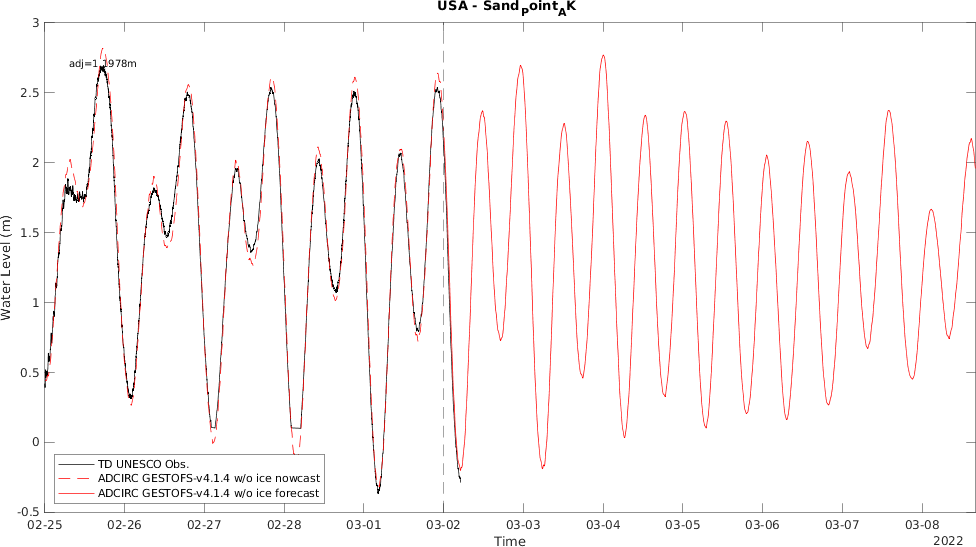 USA - Sand_Point_AK
3
adj=1.1978m
2.5
2
1.5
1
0.5
0
-0.5
Water Level (m)
TD UNESCO Obs.
ADCIRC GESTOFS-v4.1.4 w/o ice nowcast
ADCIRC GESTOFS-v4.1.4 w/o ice forecast
02-25 02-26 02-27 02-28 03-01 03-02 03-03 03-04 03-05 03-06 03-07 03-08
Time
2022